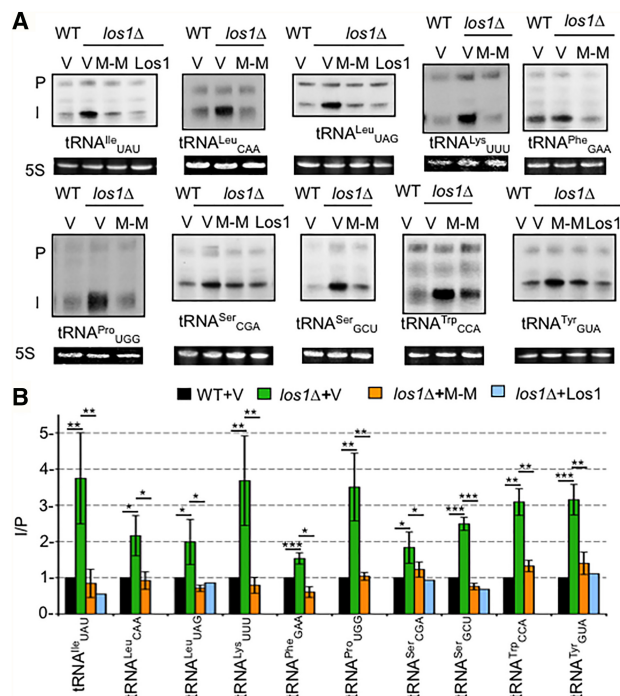 A
WT los1Δ WT los1Δ WT los1Δ WT los1Δ WT los1Δ
V V M-M Los1 V V M-M V V M-M Los1 V V M-M V V M-M
P
I
tRNAIleUAU tRNALeuCAA tRNALeuUAG tRNALysUUU tRNAPheGAA
5S
WT los1Δ WT los1Δ WT los1Δ WT los1Δ WT los1Δ
V V M-M V V M-M Los1 V V M-M V V M-M V V M-M Los1
P
I
tRNAProUGG tRNASerCGA tRNASerGCU tRNATrpCCA tRNATyrGUA
5S
B
WT+V los1Δ+V los1Δ+M-M los1Δ+Los1
I/P
5-
4-
3-
2-
1-
0-
** ** * * * * ** ** *** * ** ** * * *** *** ** ** *** **
tRNAIleUAU tRNALeuCAA tRNALeuUAG tRNALysUUU tRNAPheGAA tRNAProUGG tRNASerCGA tRNASerGCU tRNATrpCCA tRNATyrGUA